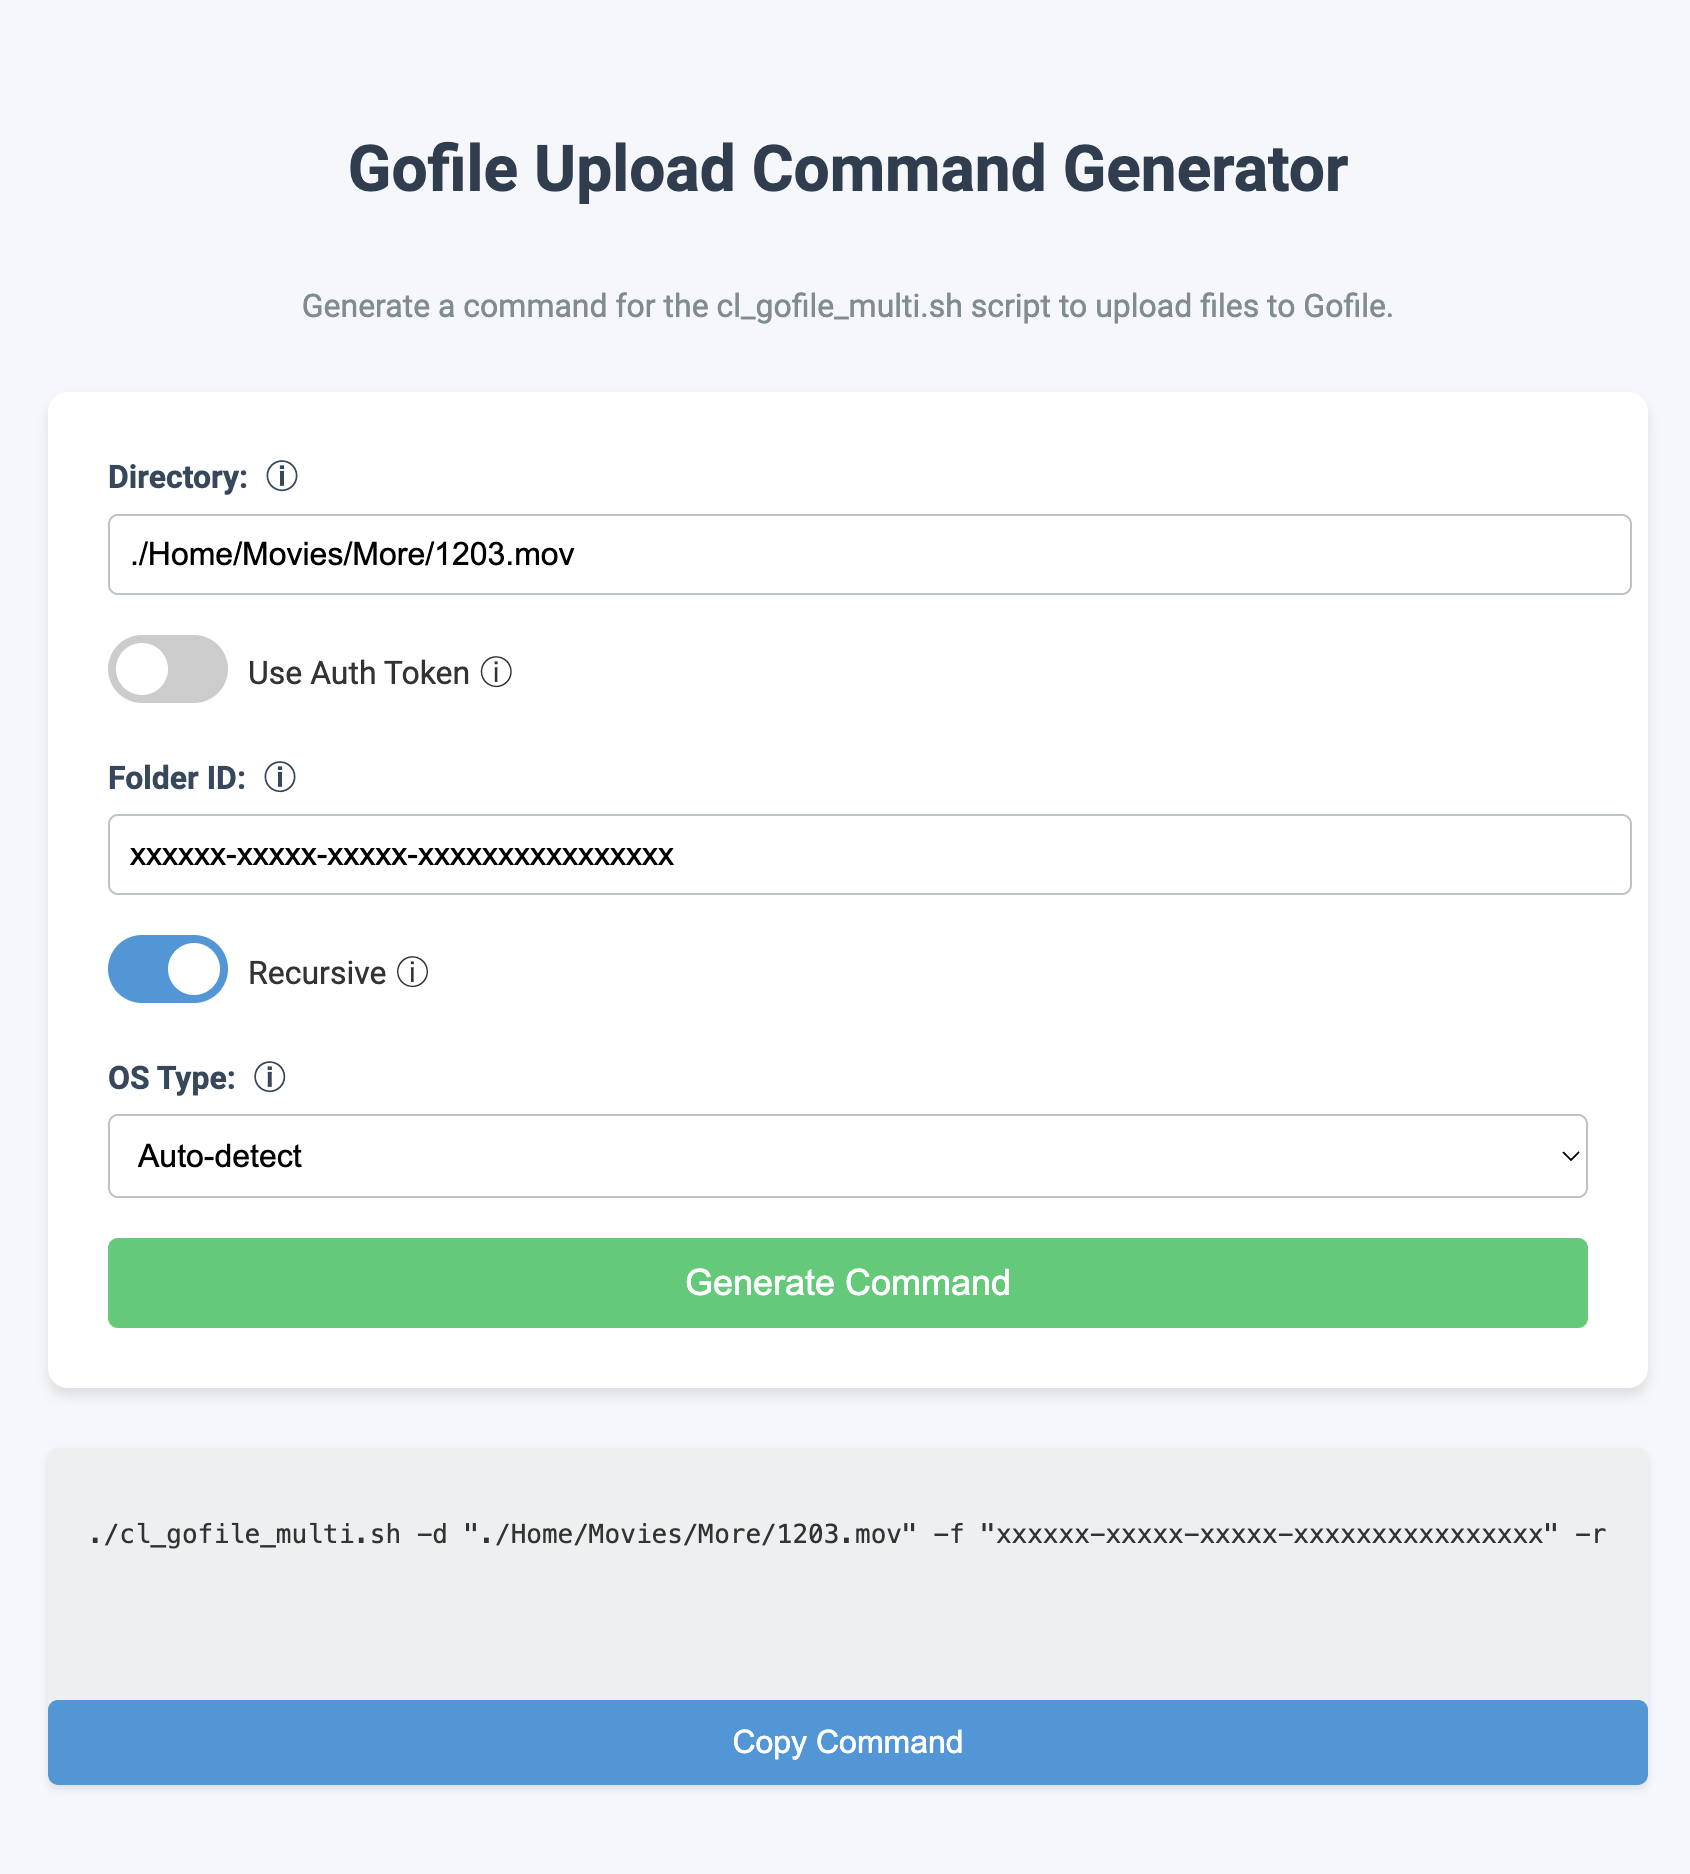 Gofile Upload Command Generator
Generate a command for the cl_gofile_multi.sh script to upload files to Gofile.
Directory: ⓘ
./Home/Movies/More/1203.mov
Use Auth Token ⓘ
Folder ID: ⓘ
xxxxxx-xxxxx-xxxxx-xxxxxxxxxxxxxxxx
Recursive ⓘ
OS Type: ⓘ
Auto-detect
Generate Command
./cl_gofile_multi.sh -d "./Home/Movies/More/1203.mov" -f "xxxxxx-xxxxx-xxxxx-xxxxxxxxxxxxxxxx" -r
Copy Command